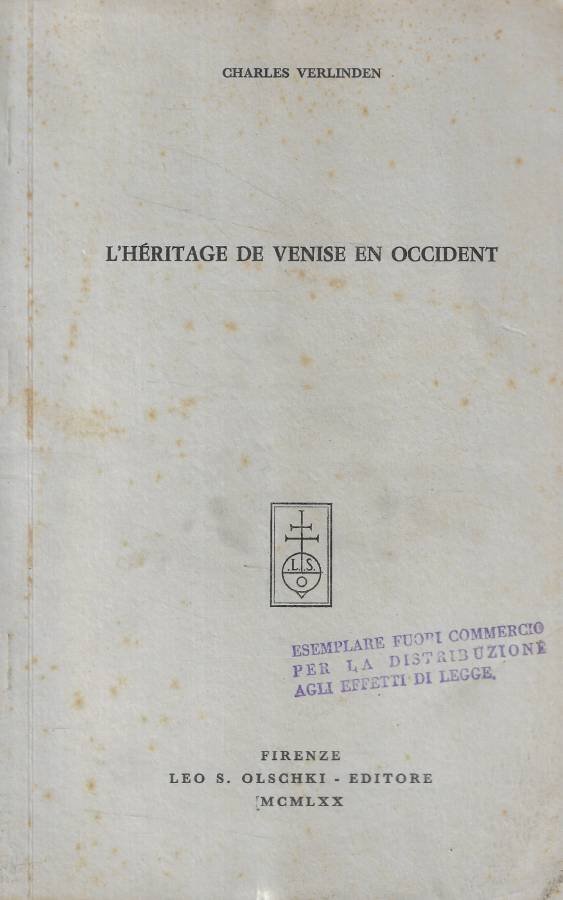 CHARLES VERLINDEN
L'HÉRITAGE DE VENISE EN OCCIDENT
.L.S.
O
ESEMPLARE FUORI COMMERCIO
PER LA DISTRIBUZIONE
AGLI EFFETTI DI LEGGE.
FIRENZE
LEO S. OLSCHKI - EDITORE
MCMLXX